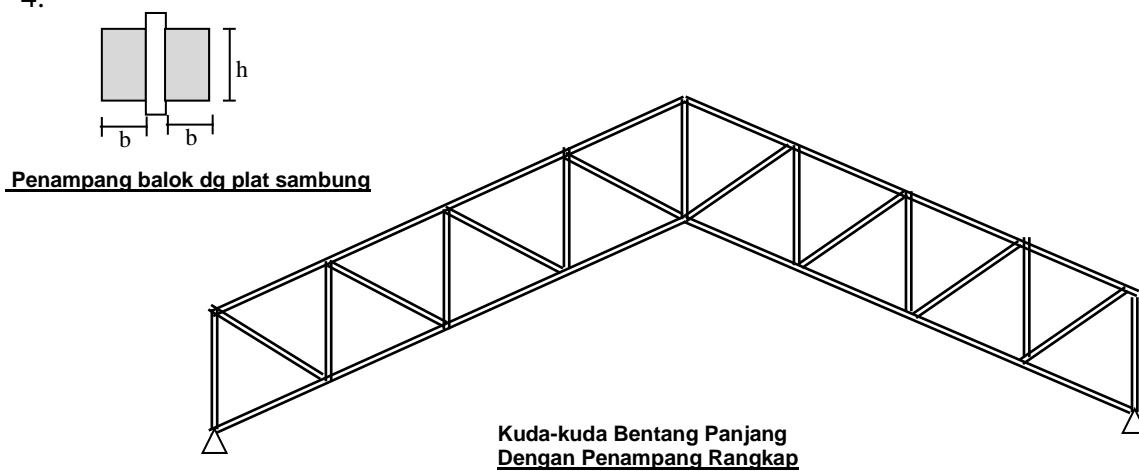 4.
h
b b
Penampang balok dg plat sambung
Kuda-kuda Bentang Panjang
Dengan Penampang Rangkap